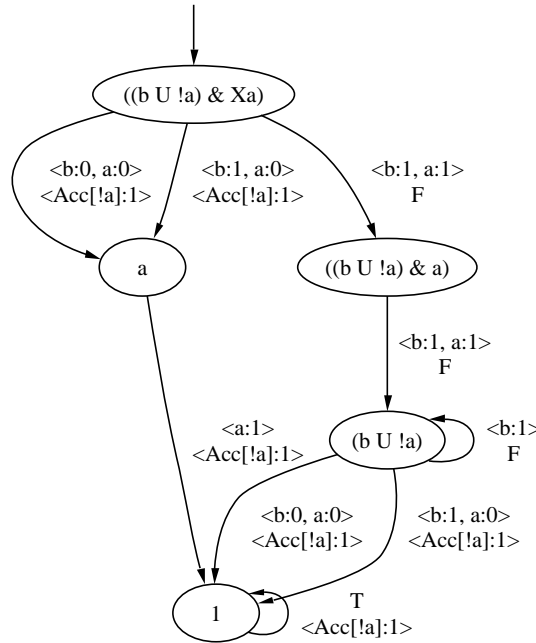 ((b U !a) & Xa)
<b:0, a:0>
<Acc[!a]:1>
<b:1, a:0>
<Acc[!a]:1>
<b:1, a:1>
F
a
((b U !a) & a)
<b:1, a:1>
F
<a:1>
<Acc[!a]:1>
(b U !a)
<b:1>
F
<b:0, a:0>
<Acc[!a]:1>
<b:1, a:0>
<Acc[!a]:1>
1
T
<Acc[!a]:1>